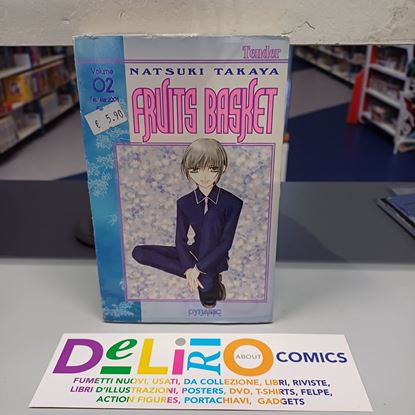 Tender
Volume
02
NATSUKI TAKAYA
€ 5,90
FRUITS BASKET
DYNAMIC
DeLiRiO ABOUT COMICS
FUMETTI NUOVI, USATI, DA COLLEZIONE, LIBRI, RIVISTE,
LIBRI D'ILLUSTRAZIONI, POSTERS, DVD, T-SHIRTS, FELPE,
ACTION FIGURES, PORTACHIAVI, GADGETS